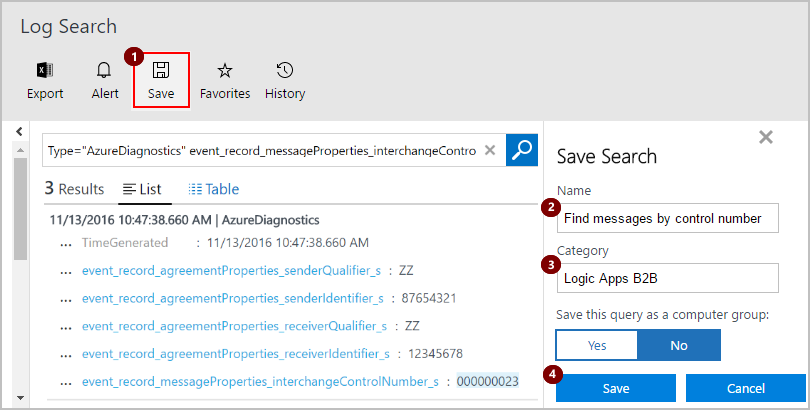 Log Search
1
Export Alert Save Favorites History
Type="AzureDiagnostics" event_record_messageProperties_interchangeContro
3 Results List Table
11/13/2016 10:47:38.660 AM | AzureDiagnostics
... TimeGenerated : 11/13/2016 10:47:38.660 AM
... event_record_agreementProperties_senderQualifier_s : ZZ
... event_record_agreementProperties_senderIdentifier_s : 87654321
... event_record_agreementProperties_receiverQualifier_s : ZZ
... event_record_agreementProperties_receiverIdentifier_s : 12345678
... event_record_messageProperties_interchangeControlNumber_s : 000000023
Save Search
Name
2 Find messages by control number
Category
3 Logic Apps B2B
Save this query as a computer group:
Yes No
4 Save Cancel